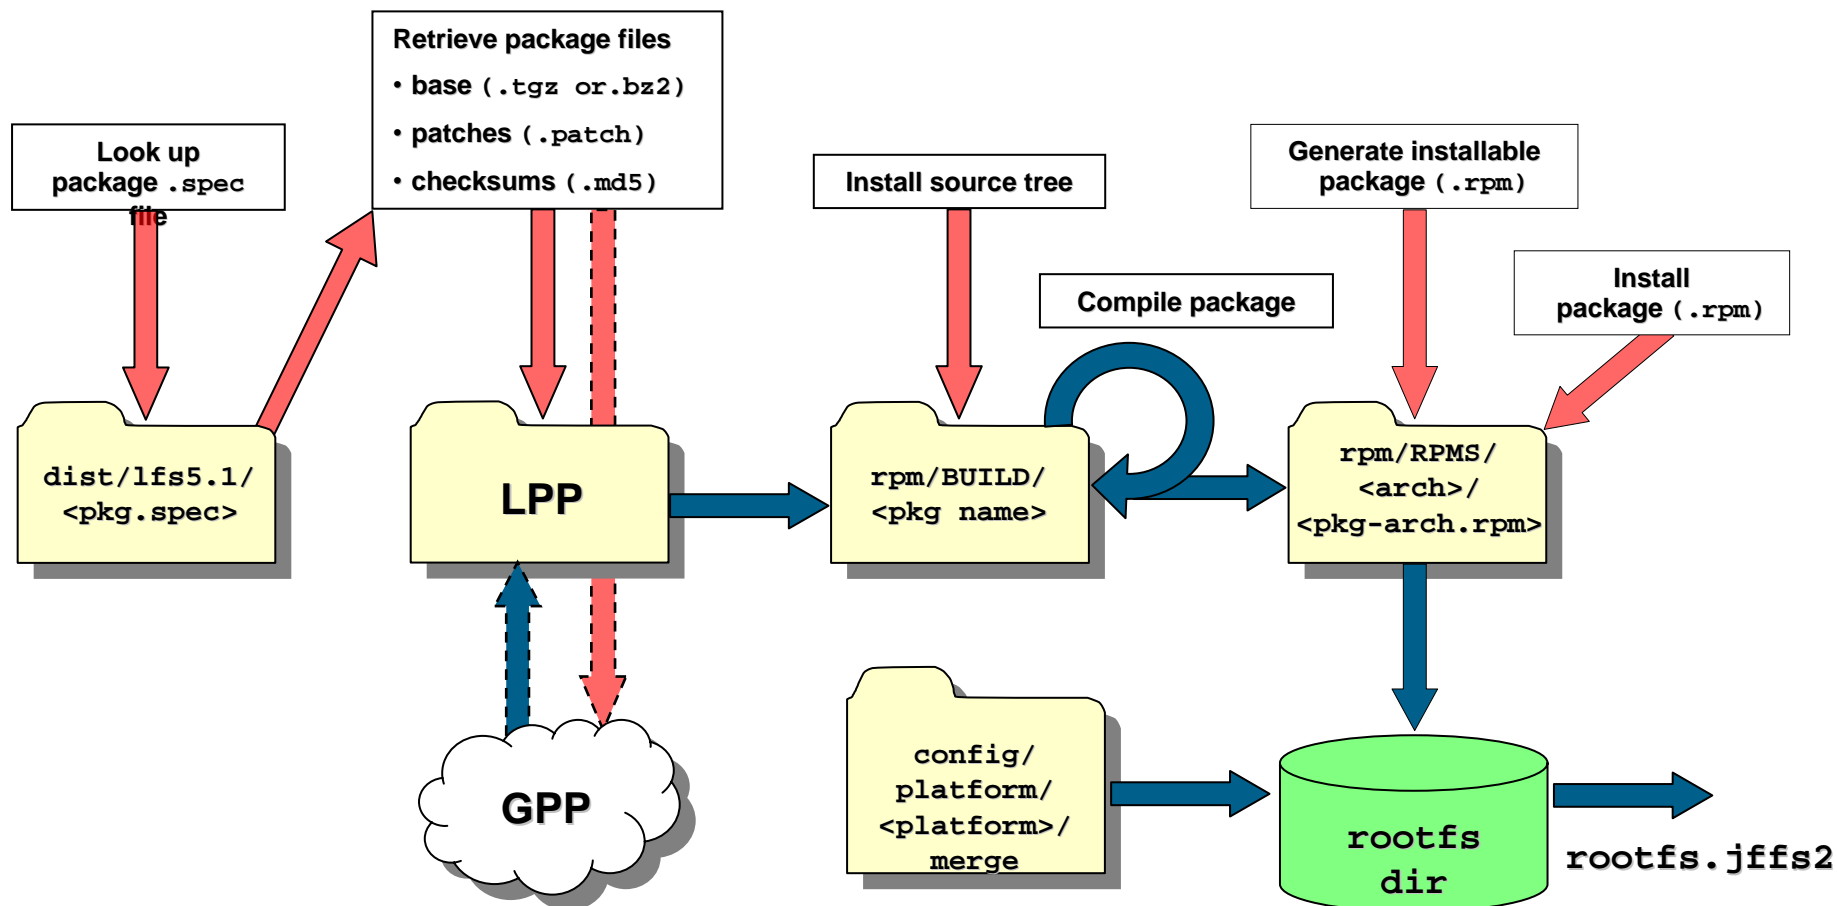 Retrieve package files
• base (.tgz or.bz2)
• patches (.patch)
• checksums (.md5)
Look up
package .spec
file
Install source tree
Generate installable
package (.rpm)
Compile package
Install
package (.rpm)
dist/lfs5.1/
<pkg.spec>
LPP
rpm/BUILD/
<pkg name>
rpm/RPMS/
<arch>/
<pkg-arch.rpm>
GPP
config/
platform/
<platform>/
merge
rootfs
dir
rootfs.jffs2